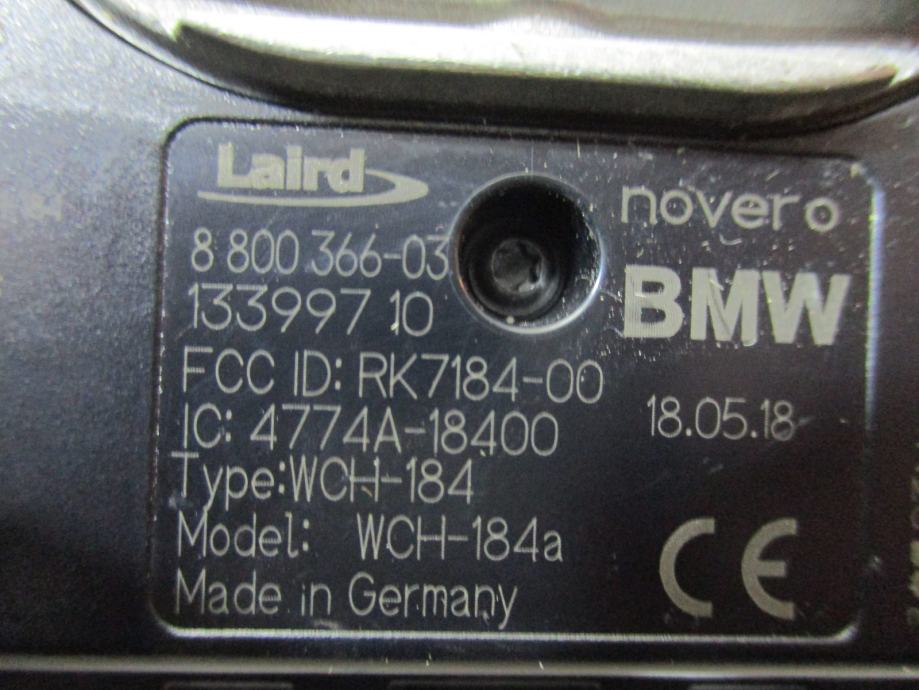 Laird
novero
8 800 366-03
BMW
133997 10
FCC ID: RK7184-00
18.05.18
IC: 4774A-18400
Type:WCH-184
Model: WCH-184a
CE
Made in Germany